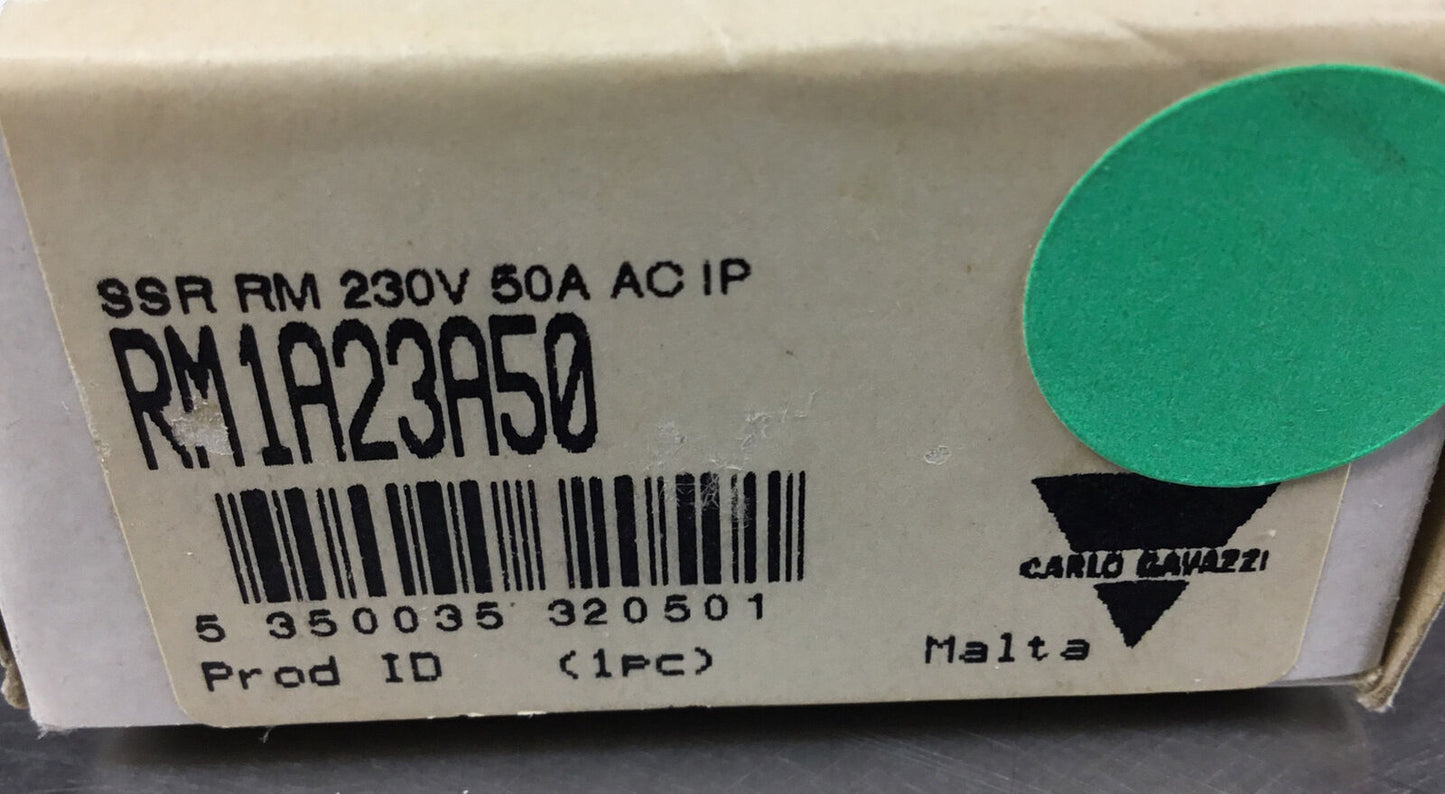 SSR RM 230V 50A AC IP
RM1A23A50
5 350035 320501
Prod ID (1pc)
CARLO GAVAZZI
Malta